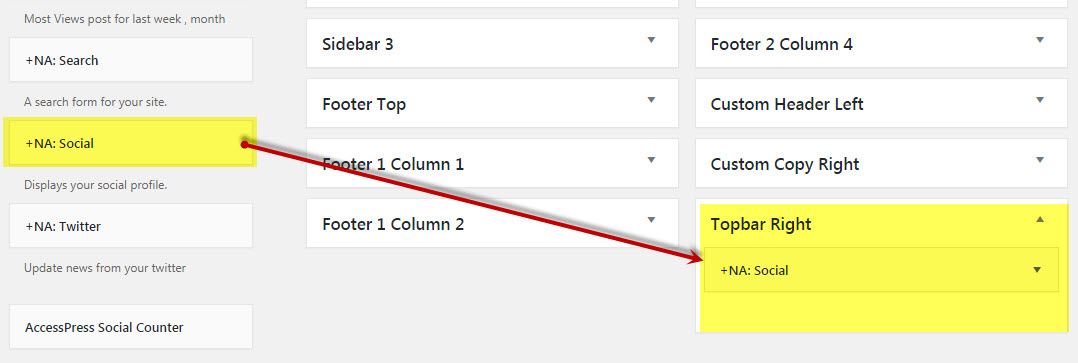 Most Views post for last week , month
+NA: Search
A search form for your site.
+NA: Social
Displays your social profile.
+NA: Twitter
Update news from your twitter
AccessPress Social Counter
Sidebar 3
Footer Top
Footer 1 Column 1
Footer 1 Column 2
Footer 2 Column 4
Custom Header Left
Custom Copy Right
Topbar Right
+NA: Social